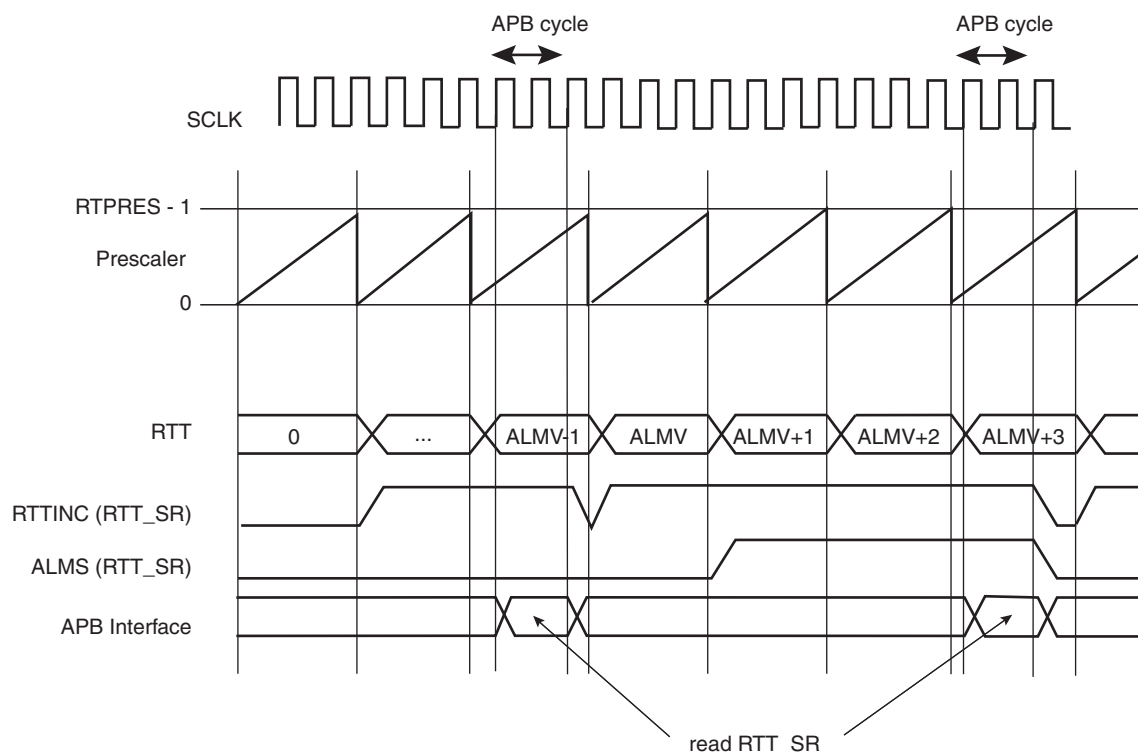 APB cycle
APB cycle
SCLK
RTPRES - 1
Prescaler
0
RTT
0
...
ALMV-1
ALMV
ALMV+1
ALMV+2
ALMV+3
RTTINC (RTT_SR)
ALMS (RTT_SR)
APB Interface
read RTT_SR